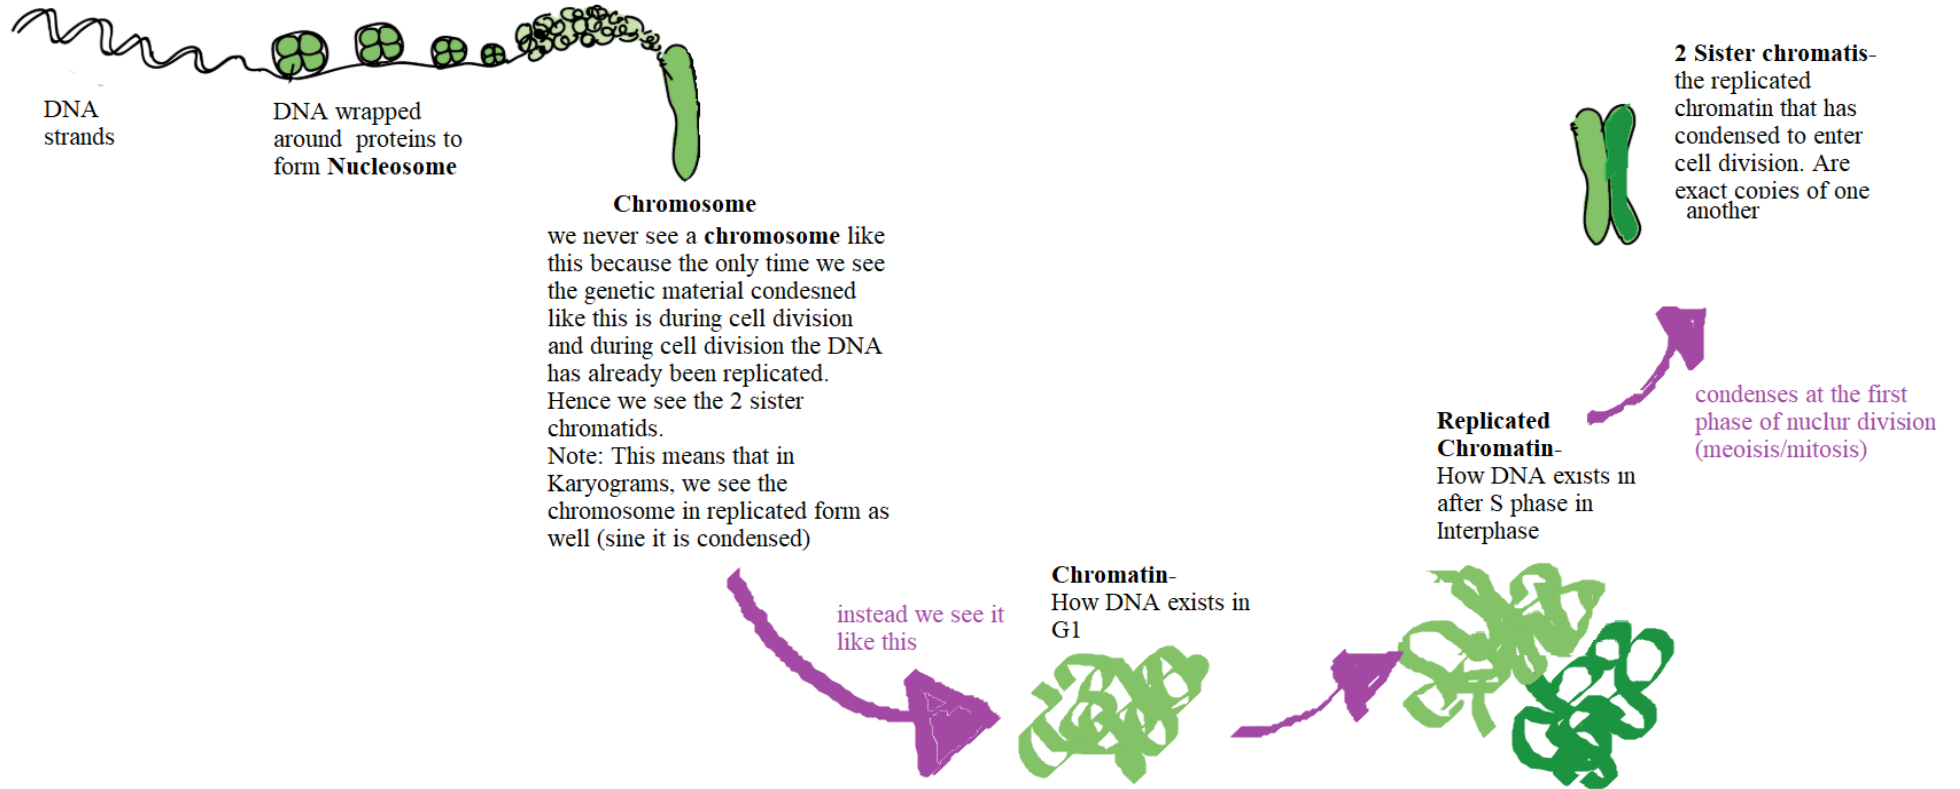 DNA
strands
DNA wrapped
around proteins to
form Nucleosome
Chromosome
we never see a chromosome like
this because the only time we see
the genetic material condesned
like this is during cell division
and during cell division the DNA
has already been replicated.
Hence we see the 2 sister
chromatids.
Note: This means that in
Karyograms, we see the
chromosome in replicated form as
well (sine it is condensed)
instead we see it
like this
Chromatin-
How DNA exists in
G1
Replicated
Chromatin-
How DNA exists in
after S phase in
Interphase
condenses at the first
phase of nuclur division
(meoisis/mitosis)
2 Sister chromatis-
the replicated
chromatin that has
condensed to enter
cell division. Are
exact copies of one
another